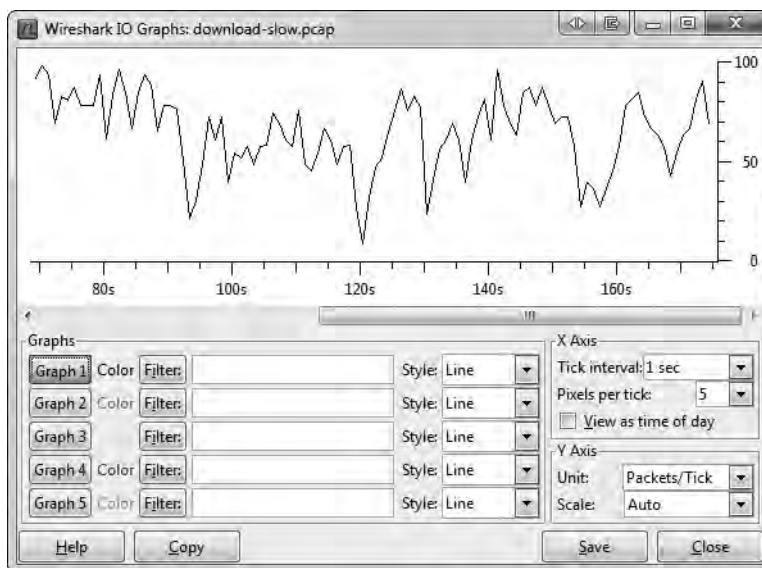 Wireshark IO Graphs: download-slow.pcap
100
50
0
80s 100s 120s 140s 160s
Graphs
Graph 1 Color Filter: Style: Line
Graph 2 Color Filter: Style: Line
Graph 3 Filter: Style: Line
Graph 4 Color Filter: Style: Line
Graph 5 Color Filter: Style: Line
X Axis
Tick interval: 1 sec
Pixels per tick: 5
View as time of day
Y Axis
Unit: Packets/Tick
Scale: Auto
Help Copy Save Close